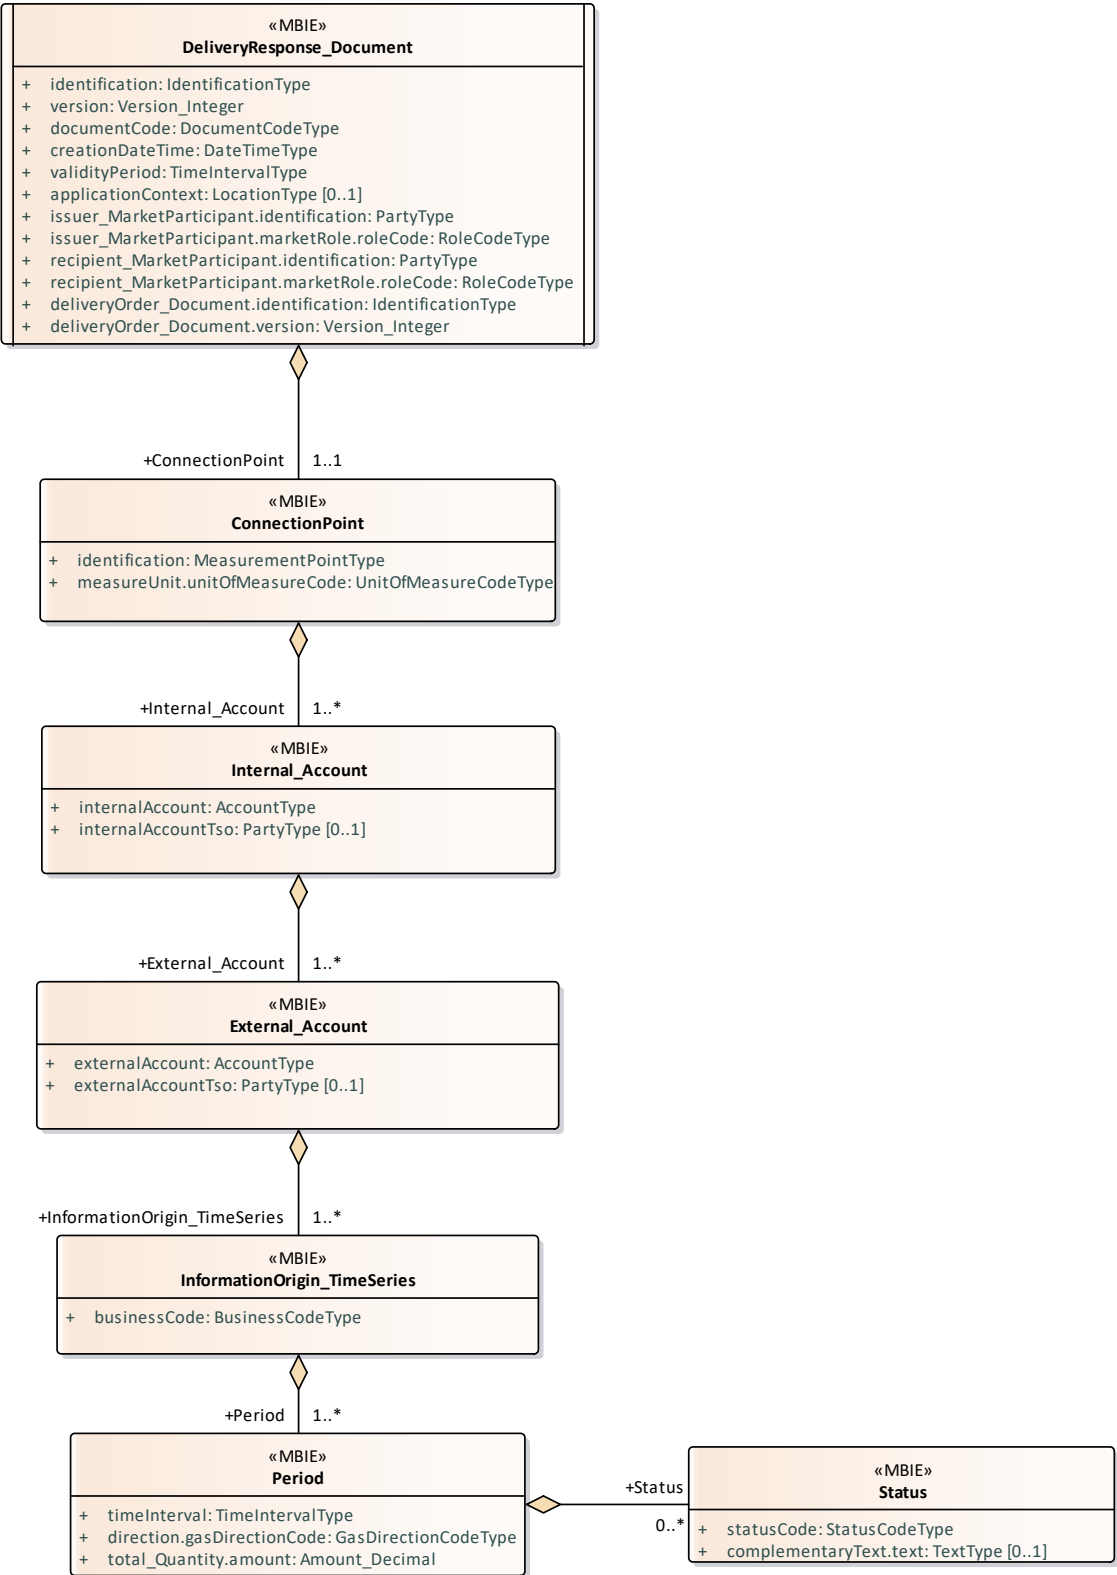 «MBIE»
DeliveryResponse_Document
+ identification: IdentificationType
+ version: Version_Integer
+ documentCode: DocumentCodeType
+ creationDateTime: DateTimeType
+ validityPeriod: TimeIntervalType
+ applicationContext: LocationType [0..1]
+ issuer_MarketParticipant.identification: PartyType
+ issuer_MarketParticipant.marketRole.roleCode: RoleCodeType
+ recipient_MarketParticipant.identification: PartyType
+ recipient_MarketParticipant.marketRole.roleCode: RoleCodeType
+ deliveryOrder_Document.identification: IdentificationType
+ deliveryOrder_Document.version: Version_Integer
+ConnectionPoint 1..1
«MBIE»
ConnectionPoint
+ identification: MeasurementPointType
+ measureUnit.unitOfMeasureCode: UnitOfMeasureCodeType
+Internal_Account 1..*
«MBIE»
Internal_Account
+ internalAccount: AccountType
+ internalAccountTso: PartyType [0..1]
+External_Account 1..*
«MBIE»
External_Account
+ externalAccount: AccountType
+ externalAccountTso: PartyType [0..1]
+InformationOrigin_TimeSeries 1..*
«MBIE»
InformationOrigin_TimeSeries
+ businessCode: BusinessCodeType
+Period 1..*
«MBIE»
Period
+ timeInterval: TimeIntervalType
+ direction.gasDirectionCode: GasDirectionCodeType
+ total_Quantity.amount: Amount_Decimal
+Status
0..*
«MBIE»
Status
+ statusCode: StatusCodeType
+ complementaryText.text: TextType [0..1]